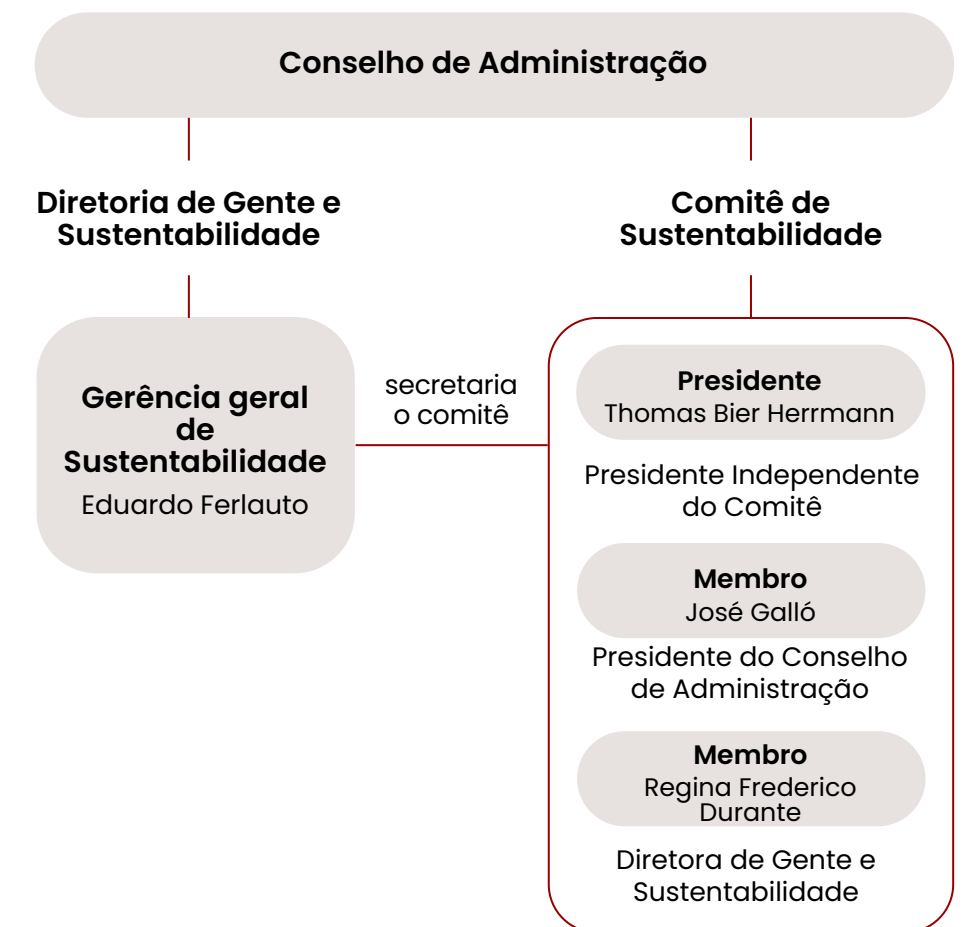 Conselho de Administração
Diretoria de Gente e
Sustentabilidade
Comitê de
Sustentabilidade
Gerência geral
de
Sustentabilidade
Eduardo Ferlauto
secretaria
o comitê
Presidente
Thomas Bier Herrmann
Presidente Independente
do Comitê
Membro
José Galló
Presidente do Conselho
de Administração
Membro
Regina Frederico
Durante
Diretora de Gente e
Sustentabilidade